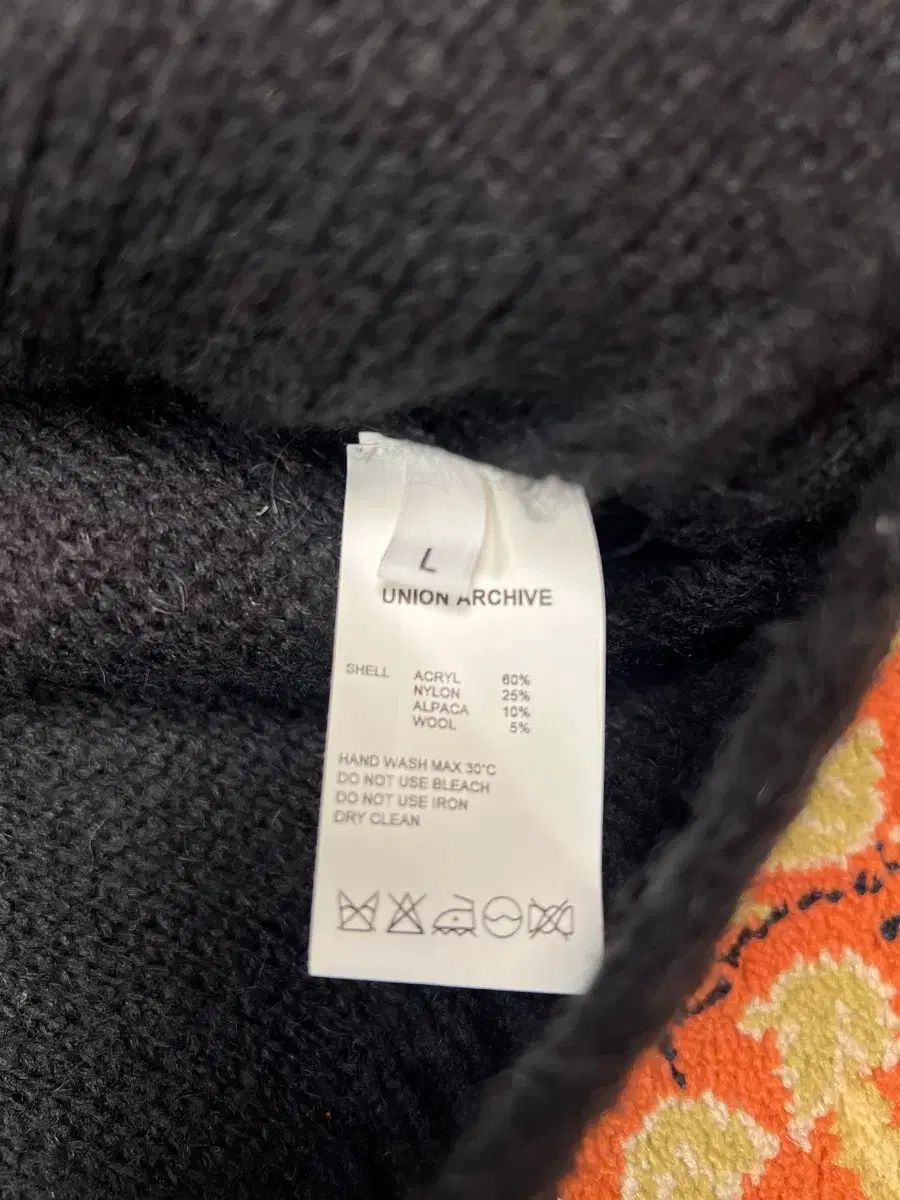 L
UNION ARCHIVE
SHELL ACRYL 60%
NYLON 25%
ALPACA 10%
WOOL 5%
HAND WASH MAX 30°C
DO NOT USE BLEACH
DO NOT USE IRON
DRY CLEAN